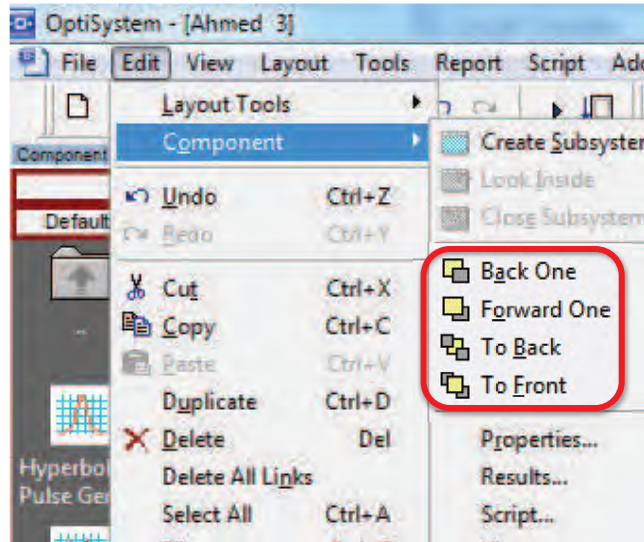 OptiSystem - [Ahmed 3]
File Edit View Layout Tools Report Script
Component
Default
..
Hyperbol
Pulse Ger
Layout Tools
Component
Undo Ctrl+Z
Redo Ctrl+Y
Cut Ctrl+X
Copy Ctrl+C
Paste Ctrl+V
Duplicate Ctrl+D
Delete Del
Delete All Links
Select All Ctrl+A
Create Subsystem
Look Inside
Close Subsystem
Back One
Forward One
To Back
To Front
Properties...
Results...
Script...